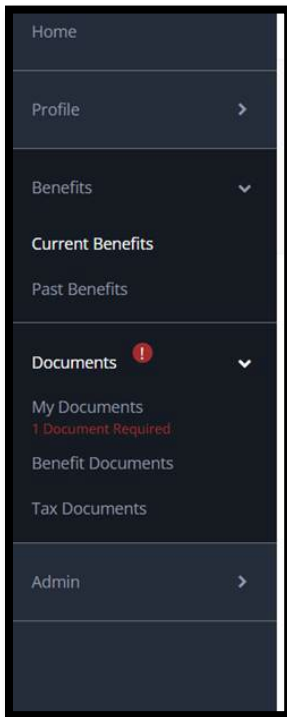 Home
Profile
Benefits
Current Benefits
Past Benefits
Documents !
My Documents
1 Document Required
Benefit Documents
Tax Documents
Admin